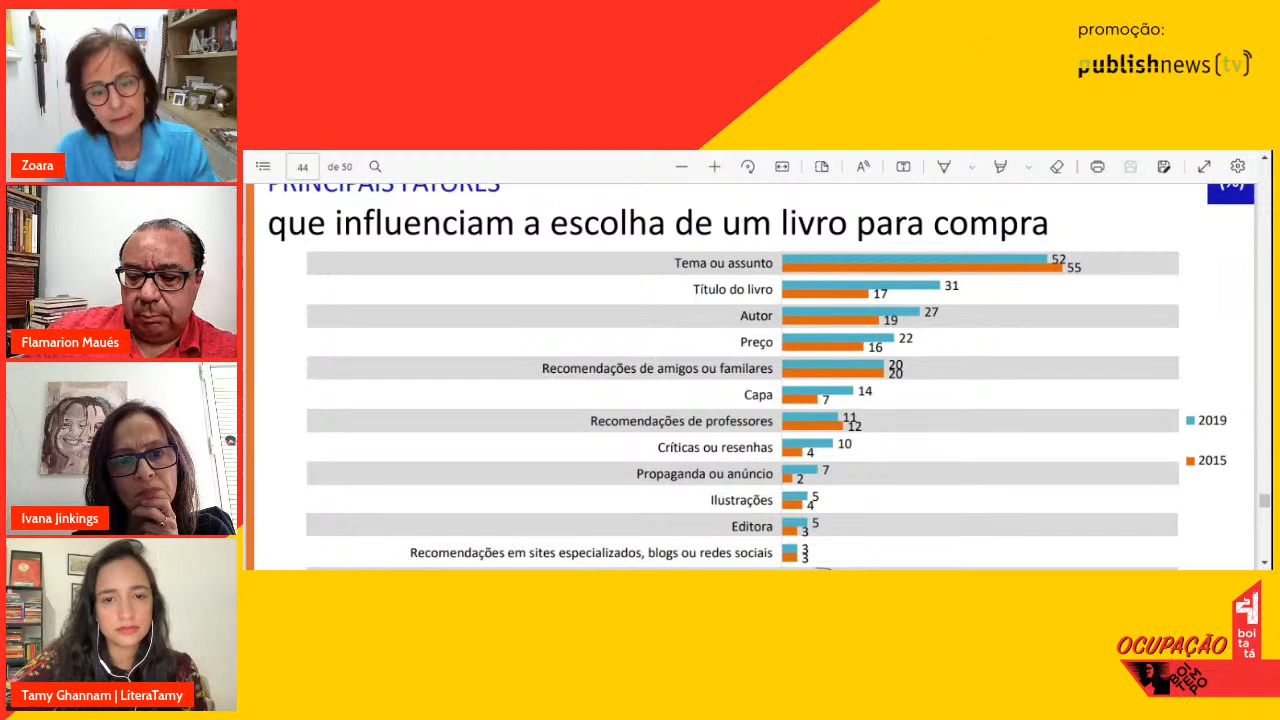 promoção:
publishnews(tv)
Zoara
Flamarion Maués
Ivana Jinkings
Tamy Ghannam | LiteraTamy
44 de 50
PRINCIPAIS FATORES
(%)
que influenciam a escolha de um livro para compra
Tema ou assunto 52 55
Título do livro 31 17
Autor 27 19
Preço 22 16
Recomendações de amigos ou familares 20 20
Capa 14 7
Recomendações de professores 11 12
Críticas ou resenhas 10 4
Propaganda ou anúncio 7 2
Ilustrações 5 4
Editora 5 3
Recomendações em sites especializados, blogs ou redes sociais 3 3
2019
2015
OCUPAÇÃO
boi
ta
tá
BOI
TEM
PO